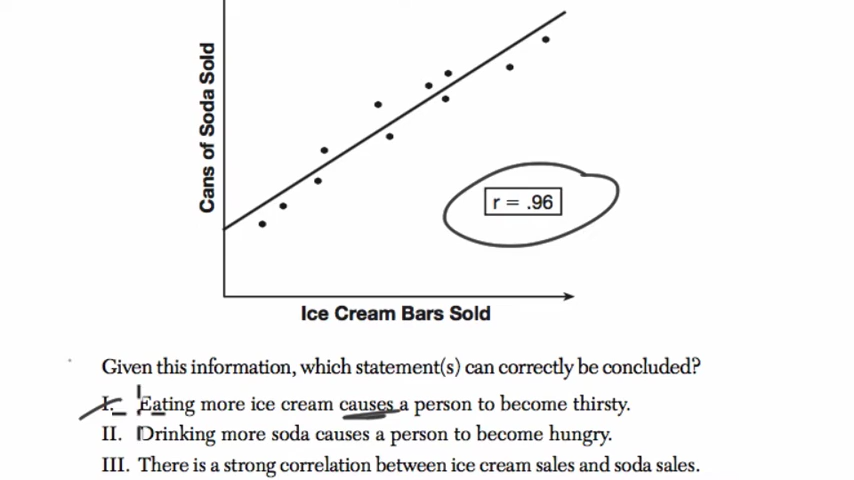 Cans of Soda Sold
r = .96
Ice Cream Bars Sold
Given this information, which statement(s) can correctly be concluded?
I. Eating more ice cream causes a person to become thirsty.
II. Drinking more soda causes a person to become hungry.
III. There is a strong correlation between ice cream sales and soda sales.